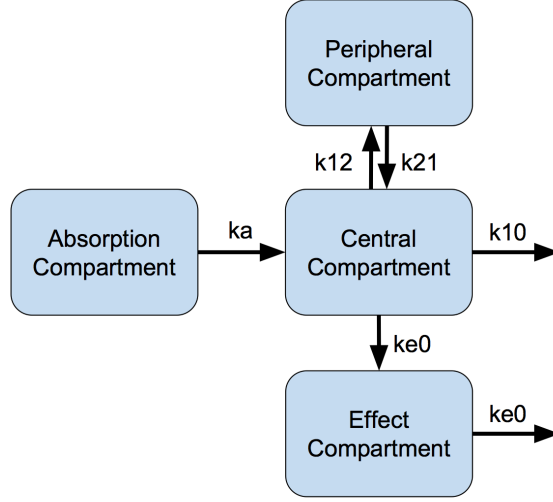 Peripheral
Compartment
k12
k21
Absorption
Compartment
ka
Central
Compartment
k10
ke0
Effect
Compartment
ke0